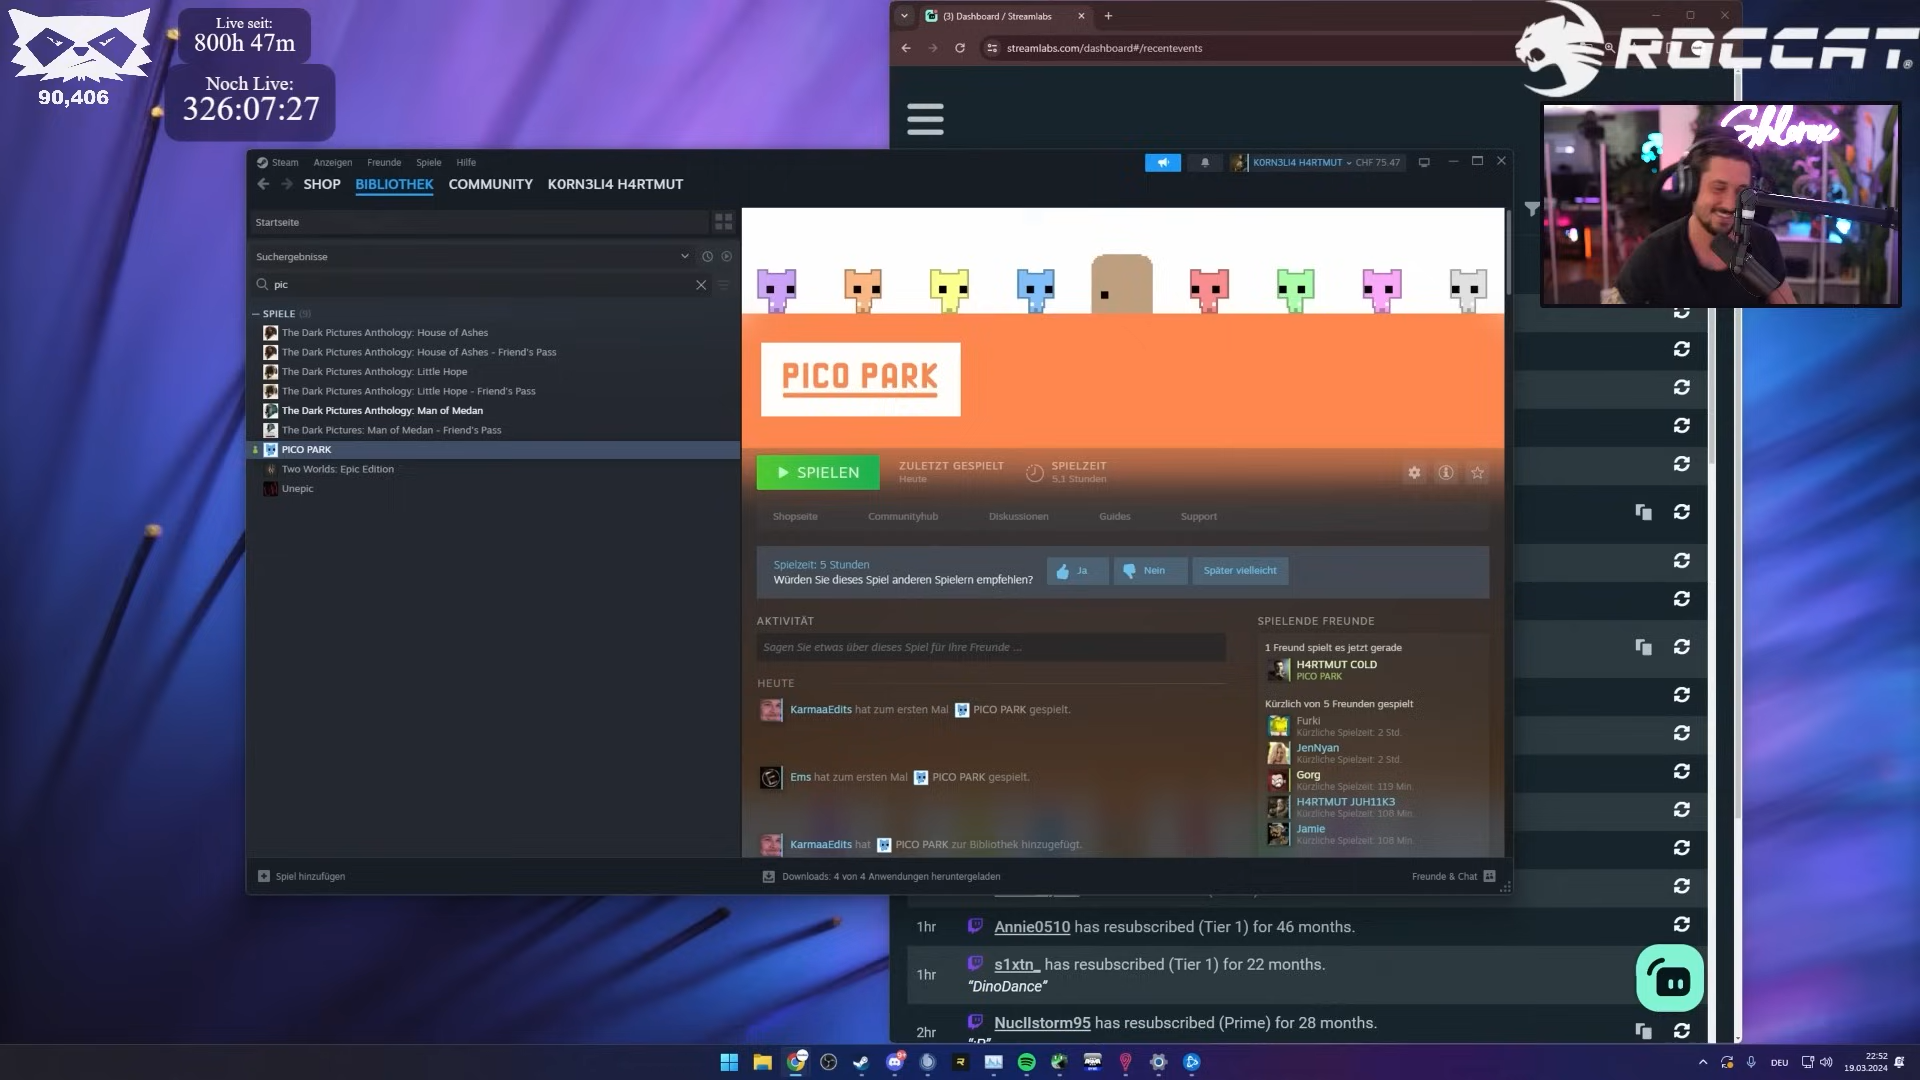 Live seit:
800h 47m
Noch Live:
326:07:27
90,406
(3) Dashboard / Streamlabs
streamlabs.com/dashboard#/recentevents
ROCCAT
Shlorox
Steam Anzeigen Freunde Spiele Hilfe
K0RN3LI4 H4RTMUT CHF 75.47
SHOP BIBLIOTHEK COMMUNITY K0RN3LI4 H4RTMUT
Startseite
Suchergebnisse
pic
— SPIELE (9)
The Dark Pictures Anthology: House of Ashes
The Dark Pictures Anthology: House of Ashes - Friend's Pass
The Dark Pictures Anthology: Little Hope
The Dark Pictures Anthology: Little Hope - Friend's Pass
The Dark Pictures Anthology: Man of Medan
The Dark Pictures: Man of Medan - Friend's Pass
PICO PARK
Two Worlds: Epic Edition
Unepic
PICO PARK
SPIELEN
ZULETZT GESPIELT
Heute
SPIELZEIT
5,1 Stunden
Shopseite Communityhub Diskussionen Guides Support
Spielzeit: 5 Stunden
Würden Sie dieses Spiel anderen Spielern empfehlen?
Ja Nein Später vielleicht
AKTIVITÄT
Sagen Sie etwas über dieses Spiel für Ihre Freunde ...
HEUTE
KarmaaEdits hat zum ersten Mal PICO PARK gespielt.
Ems hat zum ersten Mal PICO PARK gespielt.
KarmaaEdits hat PICO PARK zur Bibliothek hinzugefügt.
SPIELENDE FREUNDE
1 Freund spielt es jetzt gerade
H4RTMUT C0LD
PICO PARK
Kürzlich von 5 Freunden gespielt
Furki
Kürzliche Spielzeit: 2 Std.
JenNyan
Kürzliche Spielzeit: 2 Std.
Gorg
Kürzliche Spielzeit: 119 Min.
H4RTMUT JUH11K3
Kürzliche Spielzeit: 108 Min.
Jamie
Kürzliche Spielzeit: 108 Min.
Spiel hinzufügen
Downloads: 4 von 4 Anwendungen heruntergeladen
Freunde & Chat
1hr Annie0510 has resubscribed (Tier 1) for 46 months.
1hr s1xtn_ has resubscribed (Tier 1) for 22 months.
"DinoDance"
2hr NucIIstorm95 has resubscribed (Prime) for 28 months.
DEU
22:52
19.03.2024